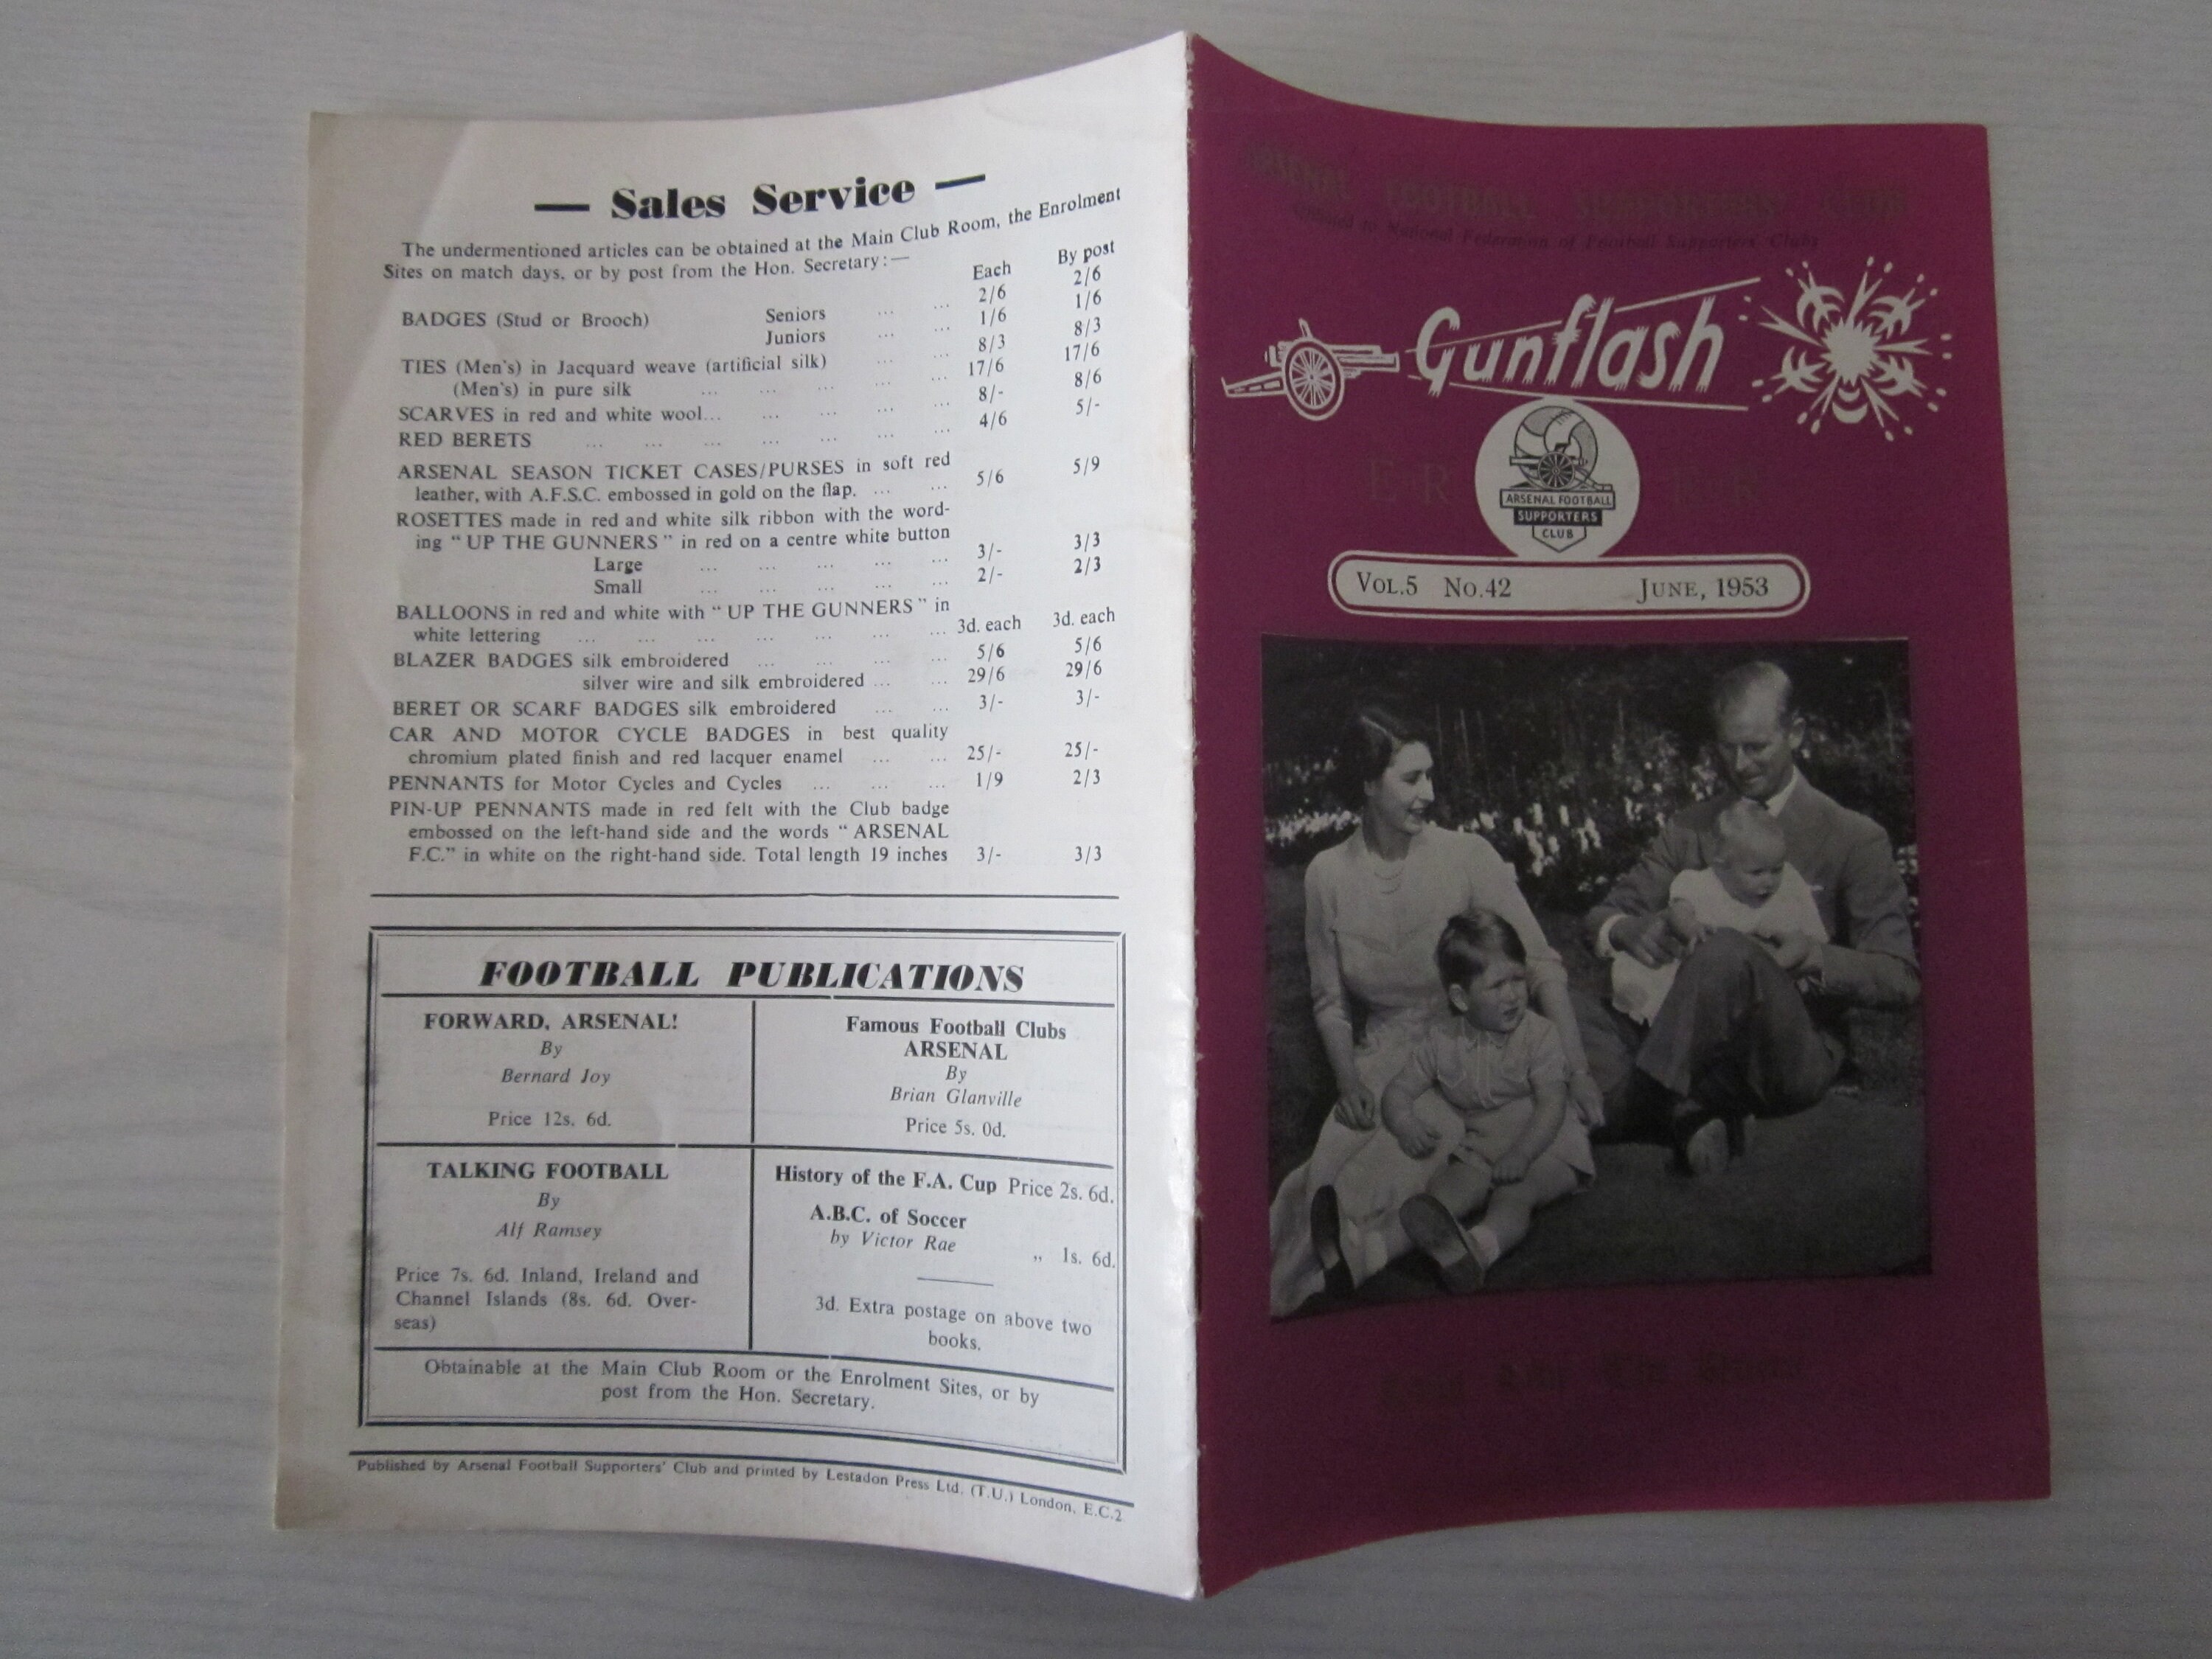 — Sales Service —
The undermentioned articles can be obtained at the Main Club Room, the Enrolment
Sites on match days, or by post from the Hon. Secretary:—
Each By post
BADGES (Stud or Brooch) Seniors ... ... 2/6 2/6
Juniors ... ... 1/6 1/6
TIES (Men's) in Jacquard weave (artificial silk) ... ... 8/3 8/3
(Men's) in pure silk ... ... ... ... ... 17/6 17/6
SCARVES in red and white wool... ... ... ... ... 8/- 8/6
RED BERETS ... ... ... ... ... ... ... 4/6 5/-
ARSENAL SEASON TICKET CASES/PURSES in soft red
leather, with A.F.S.C. embossed in gold on the flap. ... ... 5/6 5/9
ROSETTES made in red and white silk ribbon with the word-
ing “ UP THE GUNNERS ” in red on a centre white button
Large ... ... ... ... ... 3/- 3/3
Small ... ... ... ... ... 2/- 2/3
BALLOONS in red and white with “ UP THE GUNNERS ” in
white lettering ... ... ... ... ... ... ... 3d. each 3d. each
BLAZER BADGES silk embroidered ... ... ... ... 5/6 5/6
silver wire and silk embroidered ... ... 29/6 29/6
BERET OR SCARF BADGES silk embroidered ... ... 3/- 3/-
CAR AND MOTOR CYCLE BADGES in best quality
chromium plated finish and red lacquer enamel ... ... 25/- 25/-
PENNANTS for Motor Cycles and Cycles ... ... ... 1/9 2/3
PIN-UP PENNANTS made in red felt with the Club badge
embossed on the left-hand side and the words “ ARSENAL
F.C.” in white on the right-hand side. Total length 19 inches 3/- 3/3
FOOTBALL PUBLICATIONS
FORWARD, ARSENAL!
By
Bernard Joy
Price 12s. 6d.
Famous Football Clubs
ARSENAL
By
Brian Glanville
Price 5s. 0d.
TALKING FOOTBALL
By
Alf Ramsey
Price 7s. 6d. Inland, Ireland and
Channel Islands (8s. 6d. Over-
seas)
History of the F.A. Cup Price 2s. 6d.
A.B.C. of Soccer
by Victor Rae
,, 1s. 6d.
3d. Extra postage on above two
books.
Obtainable at the Main Club Room or the Enrolment Sites, or by
post from the Hon. Secretary.
Published by Arsenal Football Supporters' Club and printed by Lestadon Press Ltd. (T.U.) London, E.C.2
ARSENAL FOOTBALL SUPPORTERS' CLUB
Affiliated to National Federation of Football Supporters' Clubs
Gunflash
E R
ARSENAL FOOTBALL
SUPPORTERS
CLUB
VOL.5 No.42 JUNE, 1953